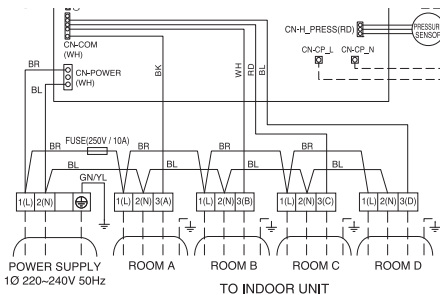 CN-COM
(WH)
CN-H_PRESS(RD)
PRESSUR
SENSOR
CN-CP_L CN-CP_N
BR
CN-POWER
(WH)
BL
BK
WH
RD
BL
FUSE(250V / 10A)
BR BR BR BR
BL BL BL BL
GN/YL
1(L) 2(N) 1(L) 2(N) 3(A) 1(L) 2(N) 3(B) 1(L) 2(N) 3(C) 1(L) 2(N) 3(D)
POWER SUPPLY ROOM A ROOM B ROOM C ROOM D
1Ø 220~240V 50Hz
TO INDOOR UNIT